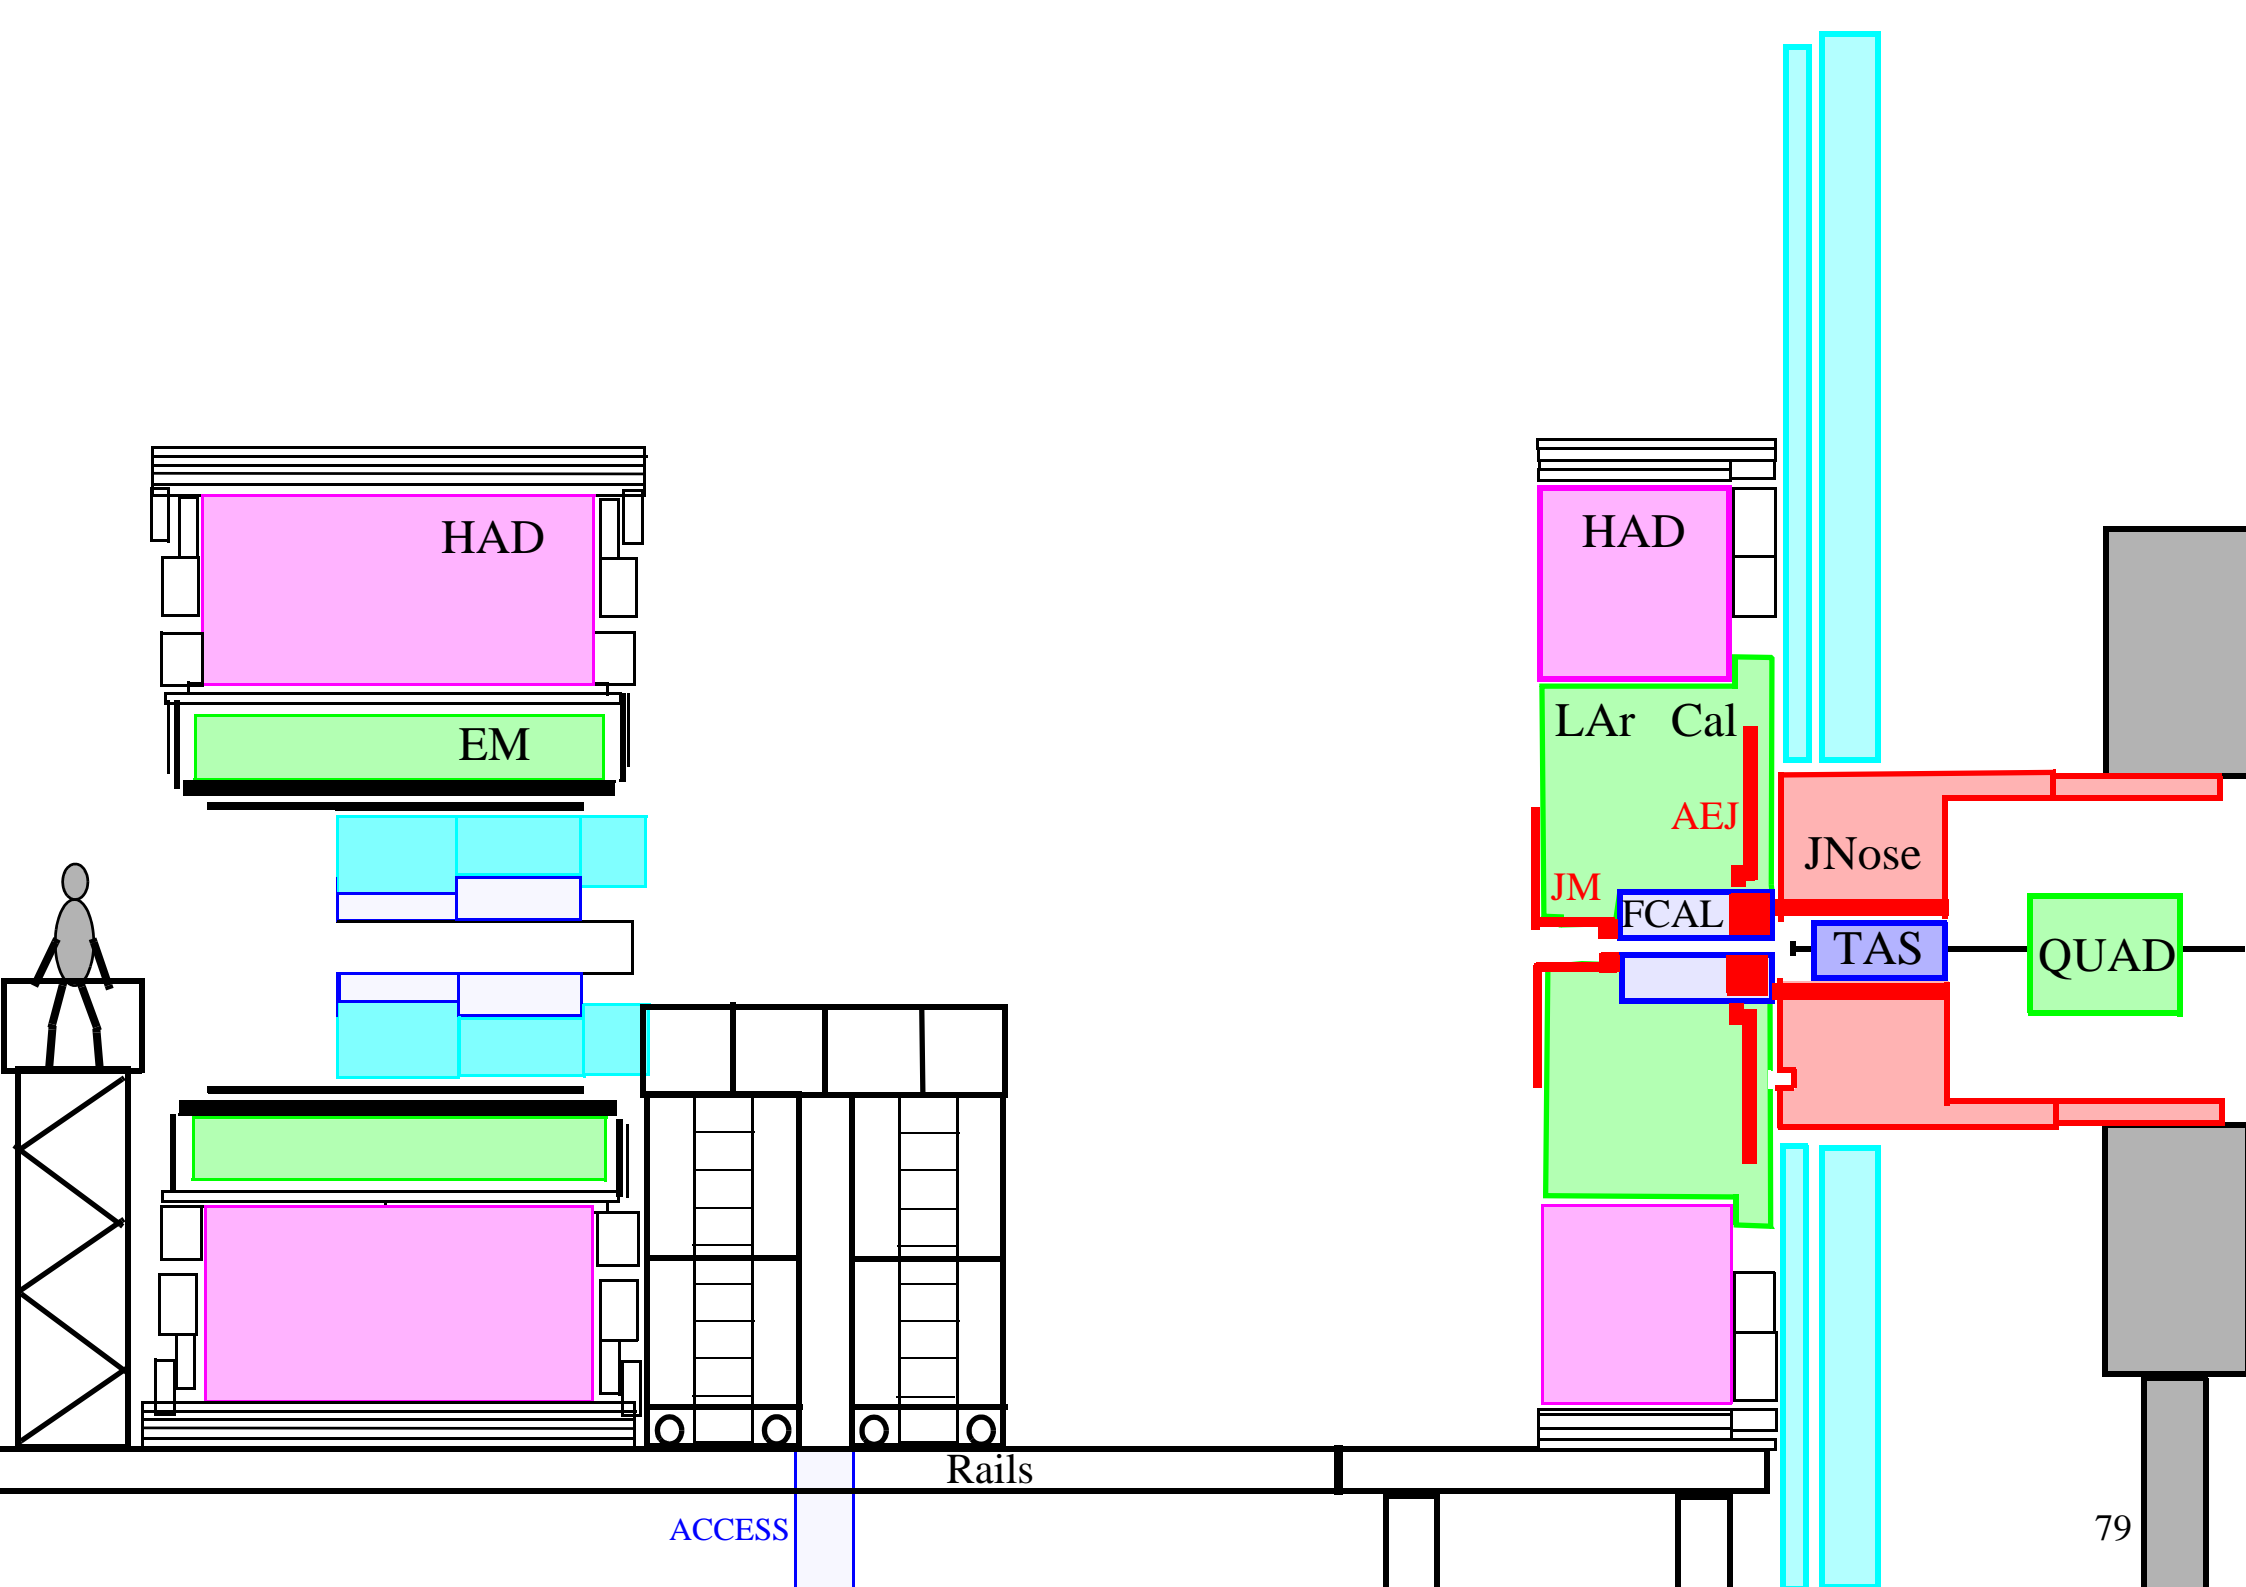 HAD
HAD
LAr Cal
EM
AEJ
JNose
JM
FCAL
TAS
QUAD
Rails
ACCESS
79